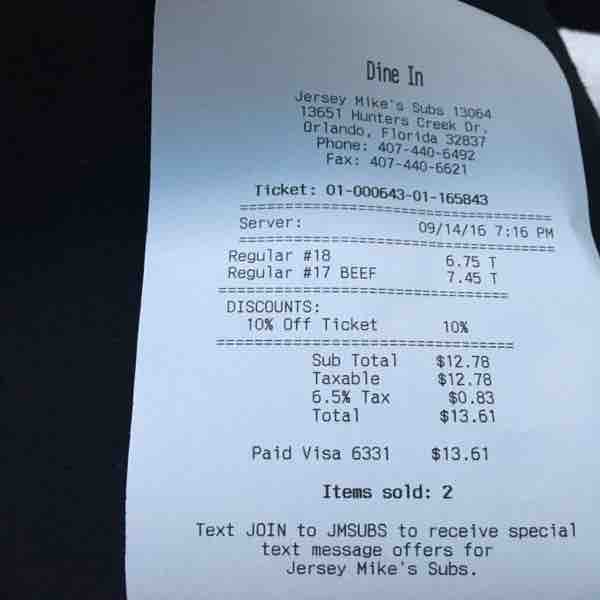 Dine In
Jersey Mike's Subs 13064
13651 Hunters Creek Dr.
Orlando, Florida 32837
Phone: 407-440-6492
Fax: 407-440-6621
Ticket: 01-000643-01-165843
==================================
Server: 09/14/16 7:16 PM
==================================
Regular #18 6.75 T
Regular #17 BEEF 7.45 T
==================================
DISCOUNTS:
10% Off Ticket 10%
==================================
Sub Total $12.78
Taxable $12.78
6.5% Tax $0.83
Total $13.61
Paid Visa 6331 $13.61
Items sold: 2
Text JOIN to JMSUBS to receive special
text message offers for
Jersey Mike's Subs.